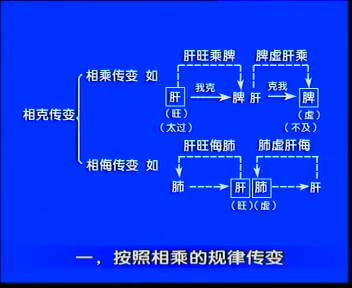 肝旺乘脾 脾虚肝乘
相乘传变 如
我克 克我
肝 脾 肝 脾
(旺) (虚)
(太过) (不及)
相克传变
肝旺侮肺 肺虚肝侮
相侮传变 如
肺 肝 肺 肝
(旺) (虚)
一，按照相乘的规律传变